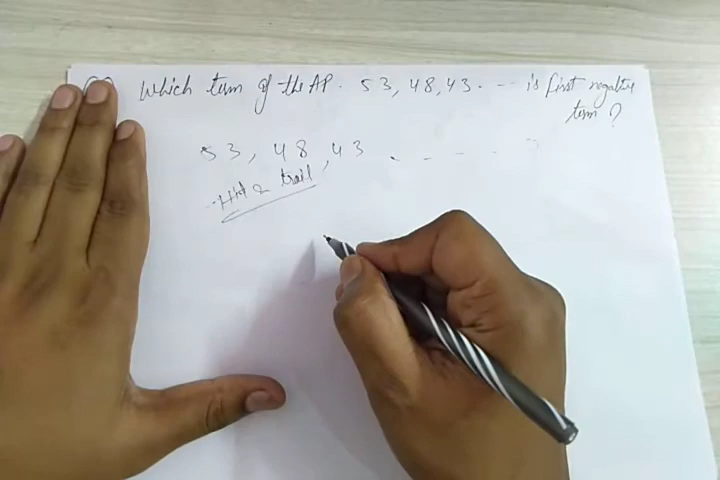 Which term of the AP. 53, 48, 43. -- is first negative
term ?
53, 48, 43 . - - - -
Hit & trail